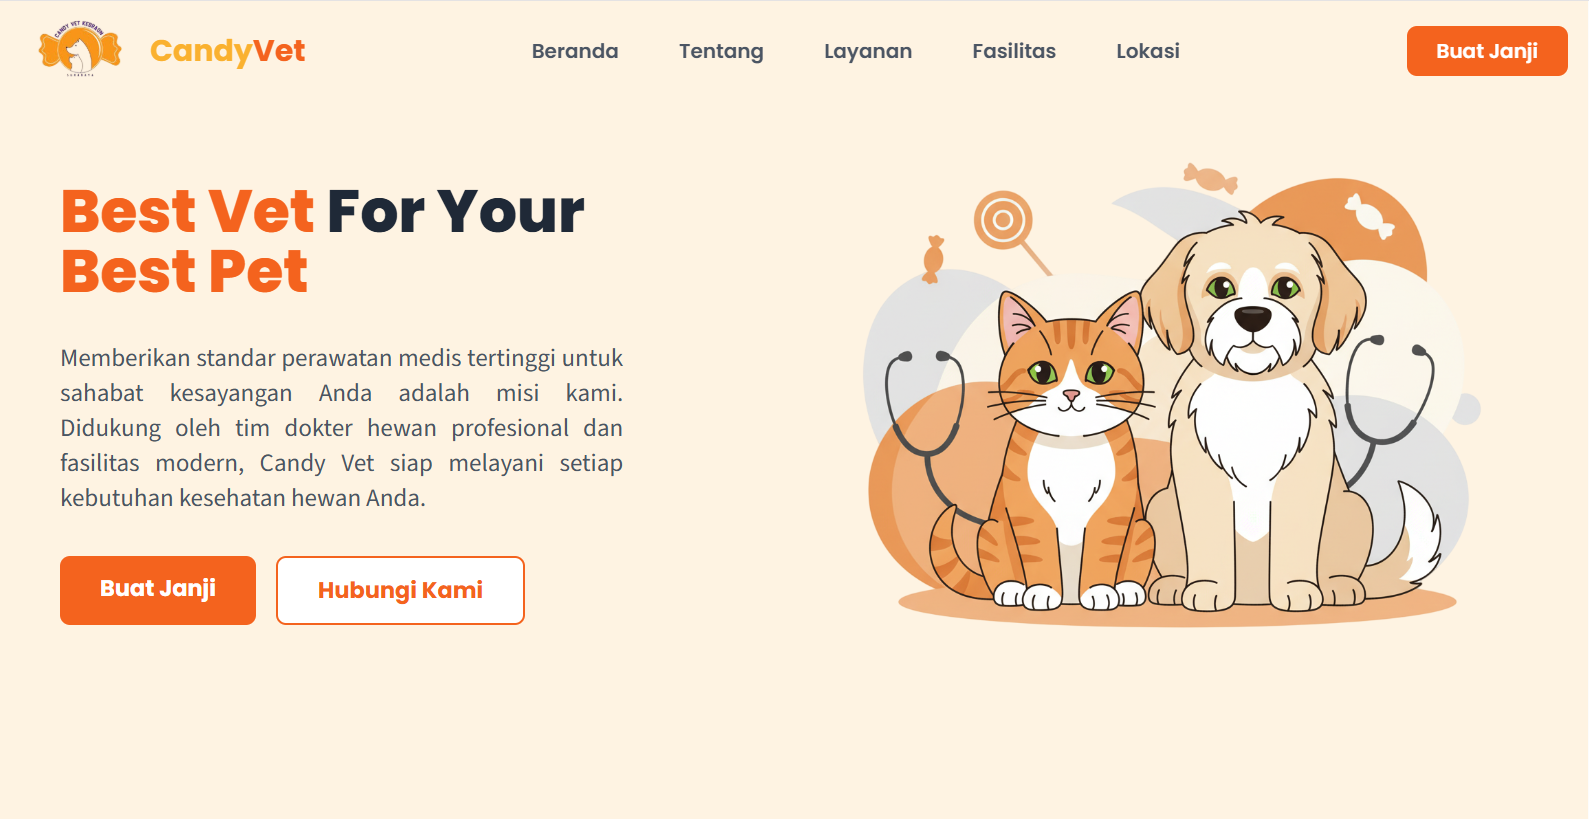 CANDY VET KEBRAON
SURABAYA
CandyVet
Beranda
Tentang
Layanan
Fasilitas
Lokasi
Buat Janji
Best Vet For Your
Best Pet
Memberikan standar perawatan medis tertinggi untuk
sahabat kesayangan Anda adalah misi kami.
Didukung oleh tim dokter hewan profesional dan
fasilitas modern, Candy Vet siap melayani setiap
kebutuhan kesehatan hewan Anda.
Buat Janji
Hubungi Kami